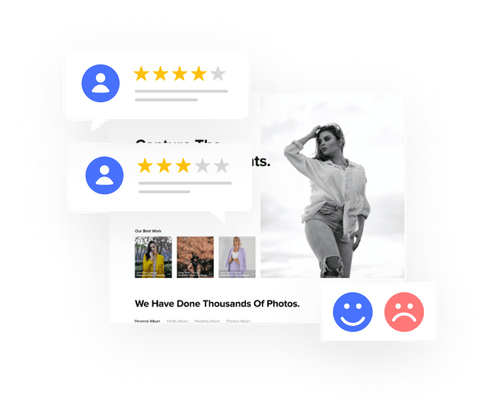 Capture The
nts.
Our Best Work
We Have Done Thousands Of Photos.
Personal Album Family Album Wedding Album Product Album